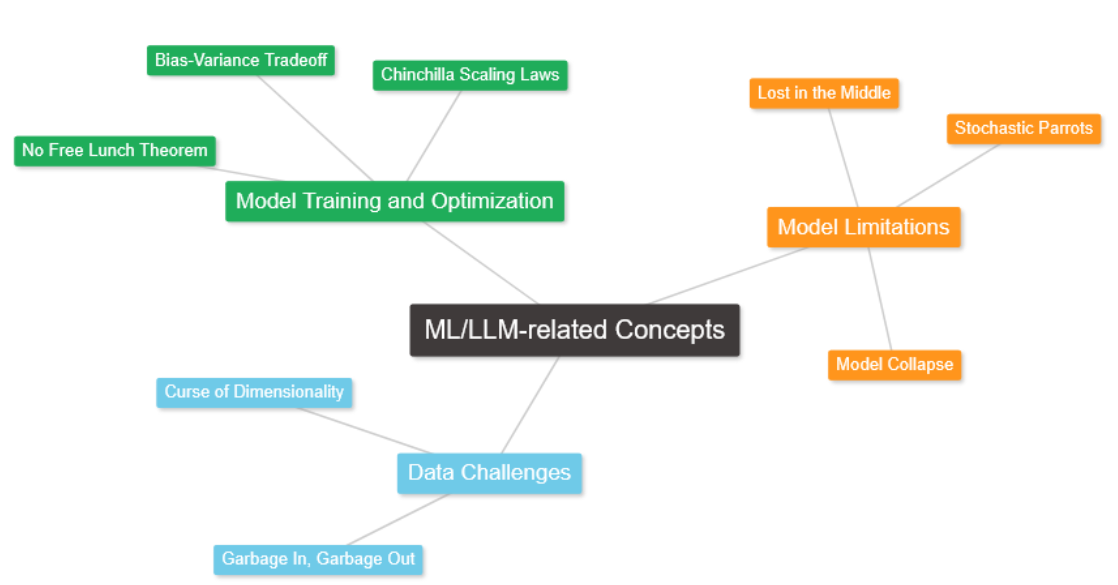 Bias-Variance Tradeoff
Chinchilla Scaling Laws
No Free Lunch Theorem
Model Training and Optimization
Lost in the Middle
Stochastic Parrots
Model Limitations
Model Collapse
ML/LLM-related Concepts
Curse of Dimensionality
Data Challenges
Garbage In, Garbage Out